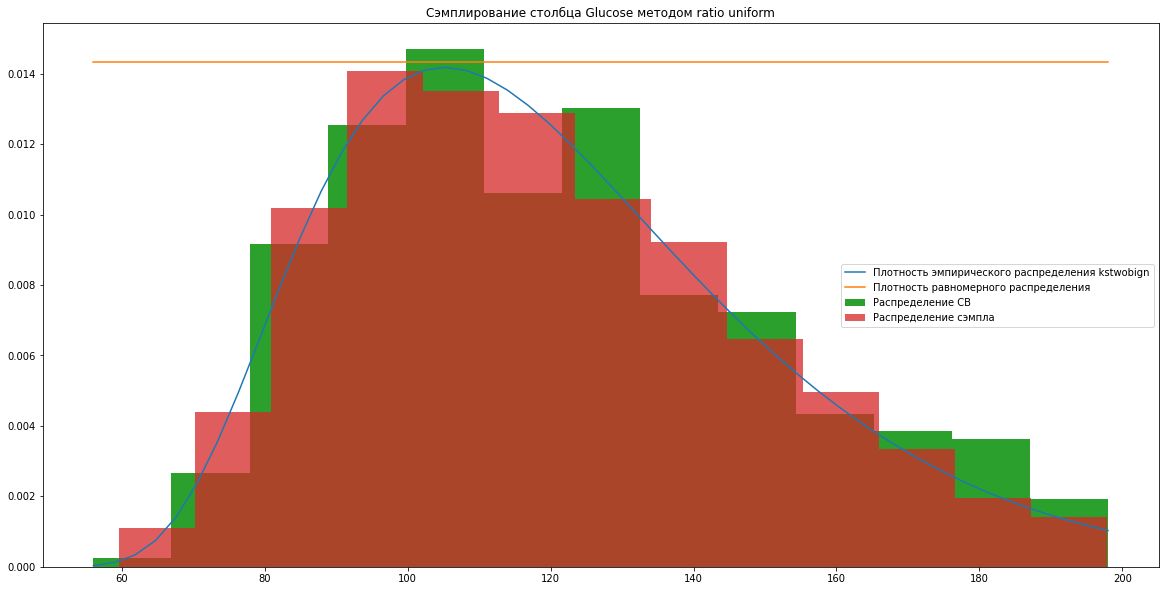 Сэмплирование столбца Glucose методом ratio uniform
0.014
0.012
0.010
0.008
0.006
0.004
0.002
0.000
Плотность эмпирического распределения kstwobign
Плотность равномерного распределения
Распределение СВ
Распределение сэмпла
60 80 100 120 140 160 180 200